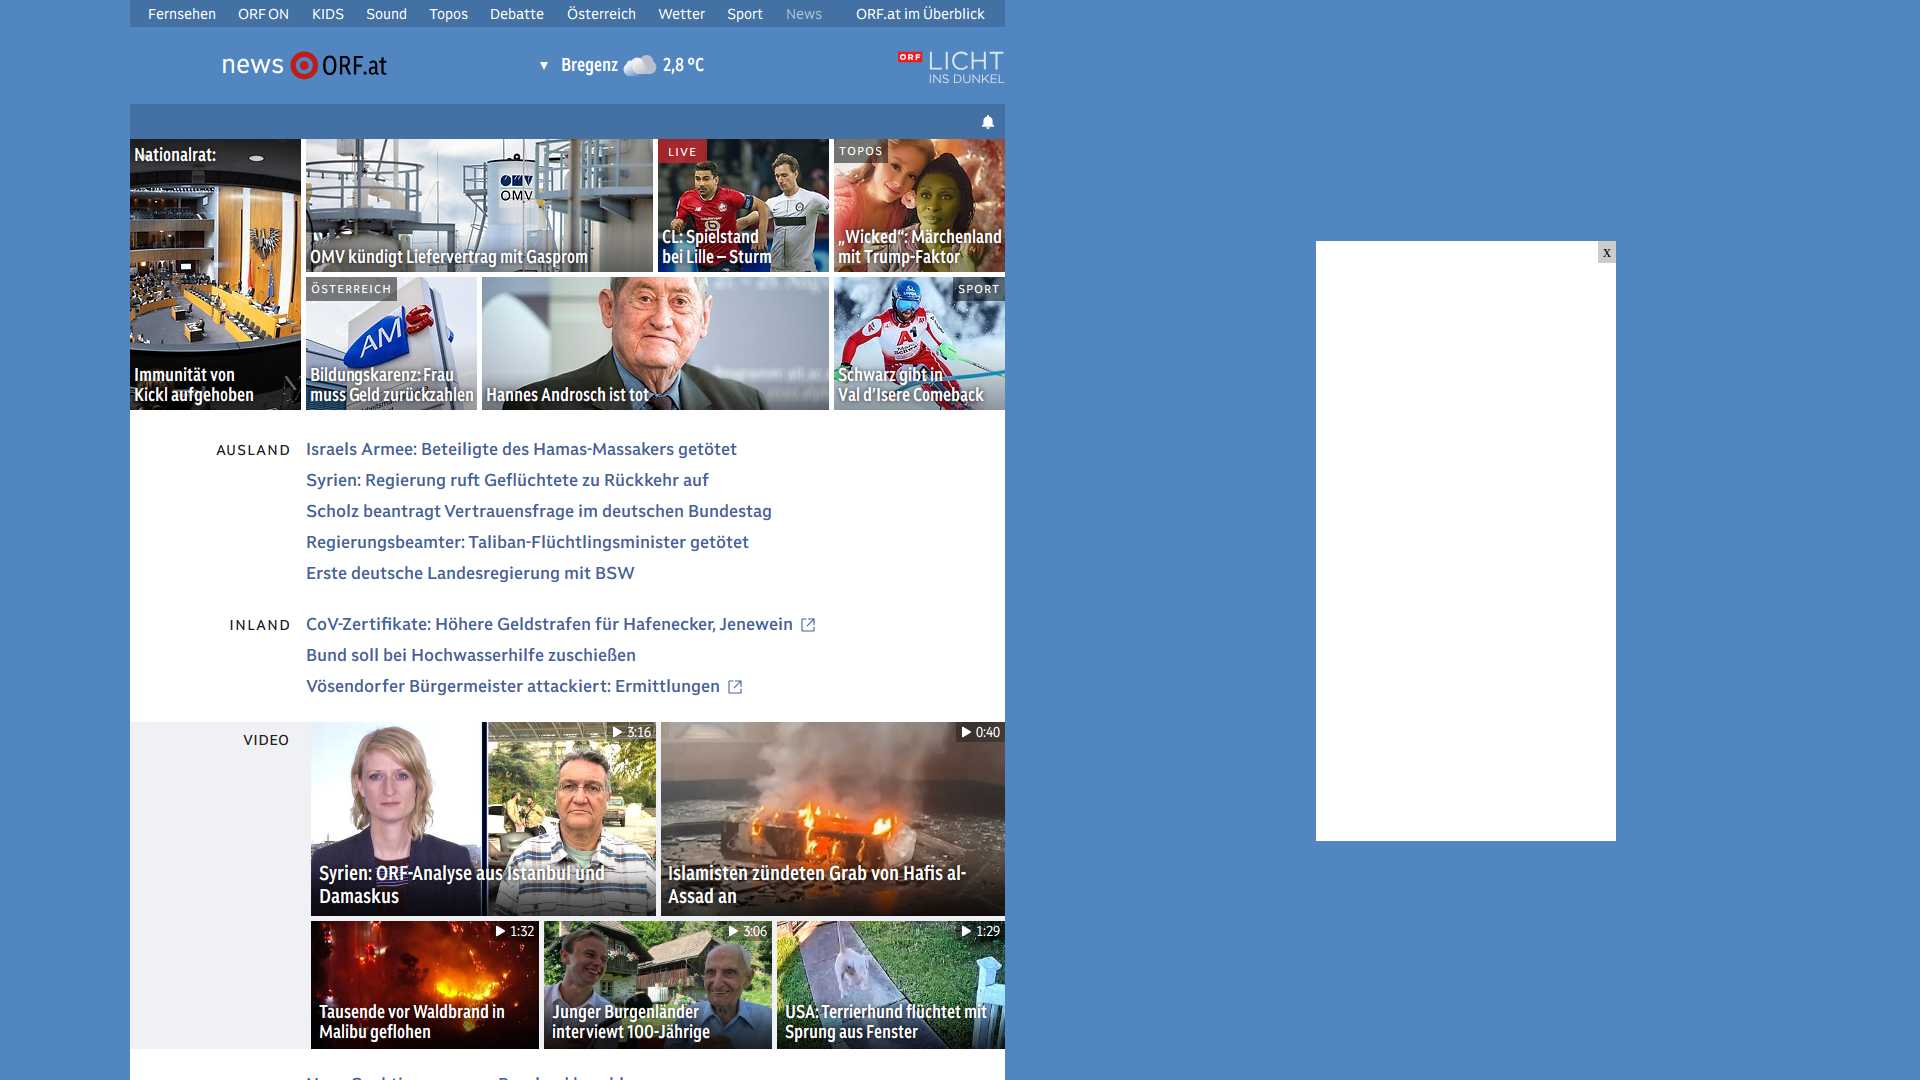 Fernsehen ORF ON KIDS Sound Topos Debatte Österreich Wetter Sport News ORF.at im Überblick
news ORF.at
▼ Bregenz 2,8 °C
ORF LICHT
INS DUNKEL
Nationalrat:
Immunität von
Kickl aufgehoben
OMV
OMV
OMV kündigt Liefervertrag mit Gasprom
LIVE
CL: Spielstand
bei Lille – Sturm
TOPOS
„Wicked“: Märchenland
mit Trump-Faktor
ÖSTERREICH
AM
Bildungskarenz: Frau
muss Geld zurückzahlen
Hannes Androsch ist tot
SPORT
Schwarz gibt in
Val d’Isere Comeback
x
AUSLAND
Israels Armee: Beteiligte des Hamas-Massakers getötet
Syrien: Regierung ruft Geflüchtete zu Rückkehr auf
Scholz beantragt Vertrauensfrage im deutschen Bundestag
Regierungsbeamter: Taliban-Flüchtlingsminister getötet
Erste deutsche Landesregierung mit BSW
INLAND
CoV-Zertifikate: Höhere Geldstrafen für Hafenecker, Jenewein
Bund soll bei Hochwasserhilfe zuschießen
Vösendorfer Bürgermeister attackiert: Ermittlungen
VIDEO
3:16
Syrien: ORF-Analyse aus Istanbul und
Damaskus
0:40
Islamisten zündeten Grab von Hafis al-
Assad an
1:32
Tausende vor Waldbrand in
Malibu geflohen
3:06
Junger Burgenländer
interviewt 100-Jährige
1:29
USA: Terrierhund flüchtet mit
Sprung aus Fenster